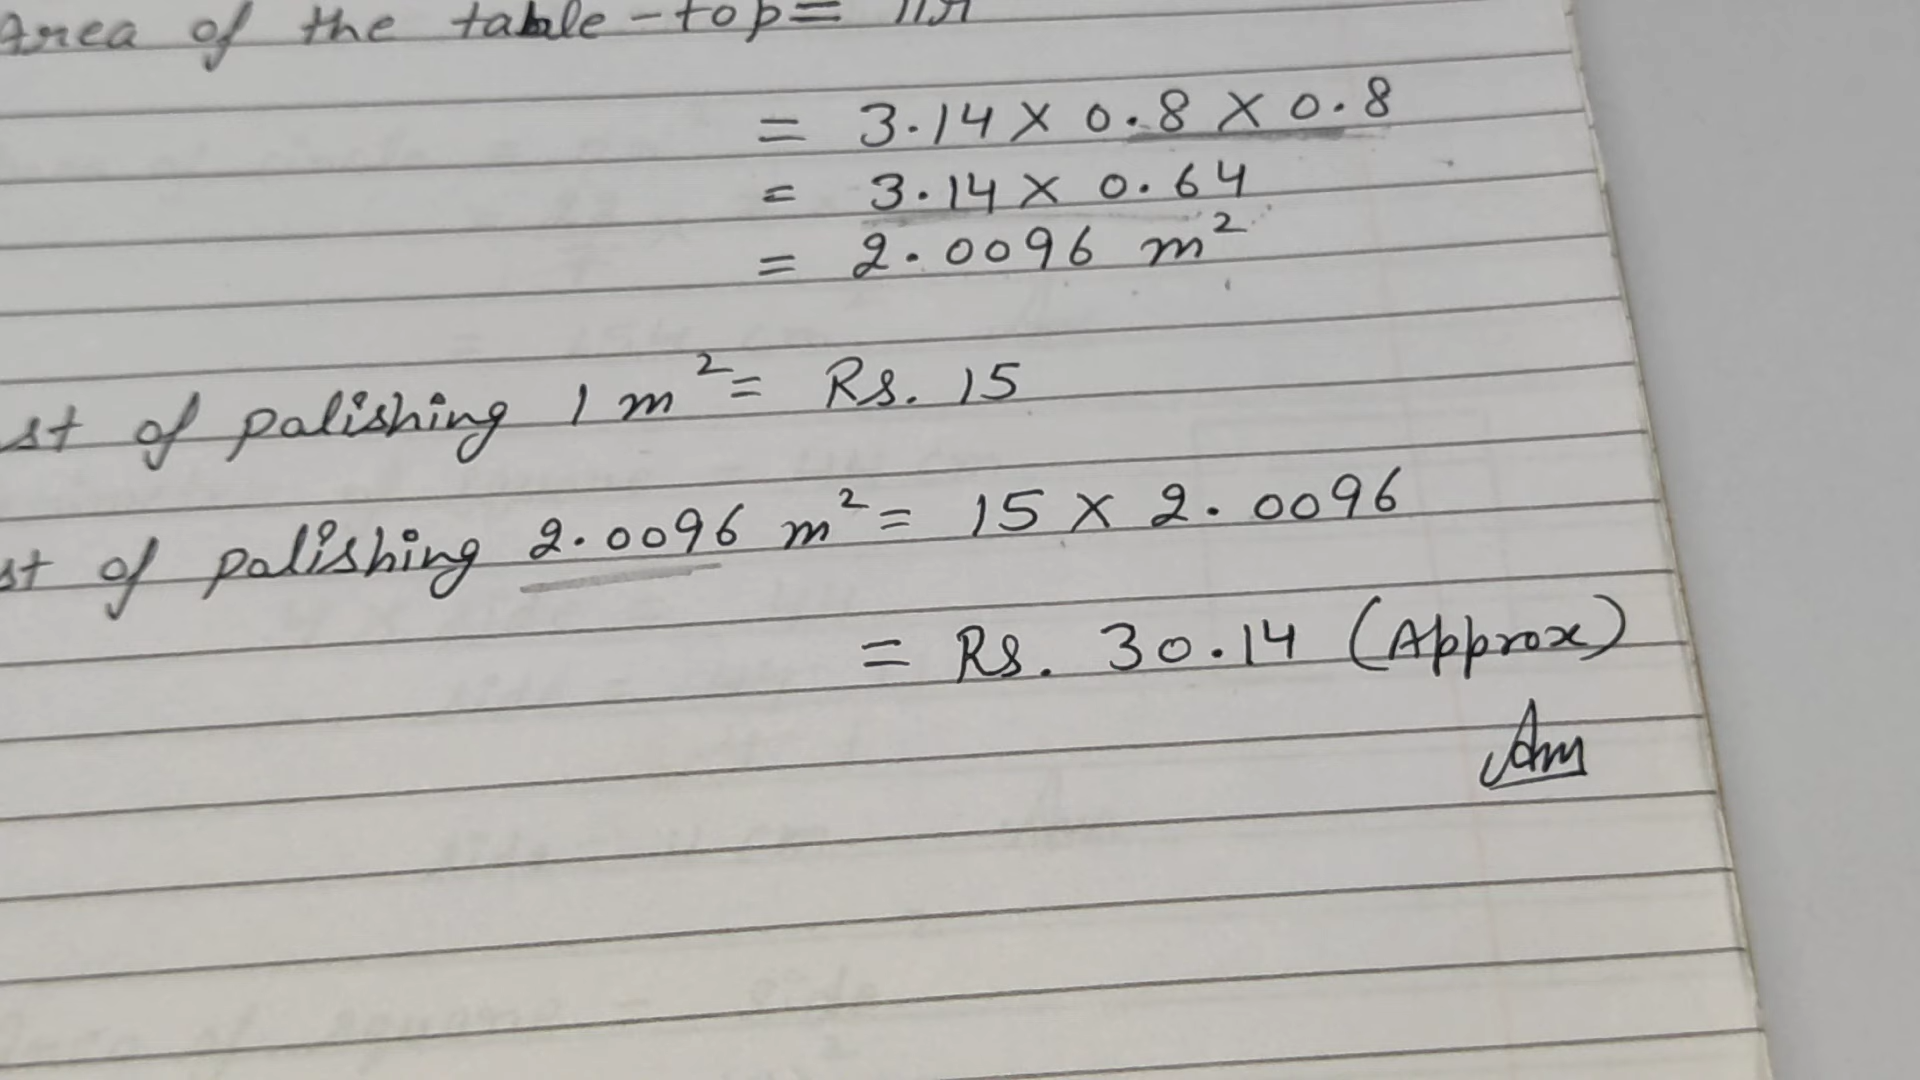 Area of the table-top = πr
= 3.14 × 0.8 × 0.8
= 3.14 × 0.64
= 2.0096 m²
st of polishing 1 m² = Rs. 15
st of polishing 2.0096 m² = 15 × 2.0096
= Rs. 30.14 (Approx)
Ans